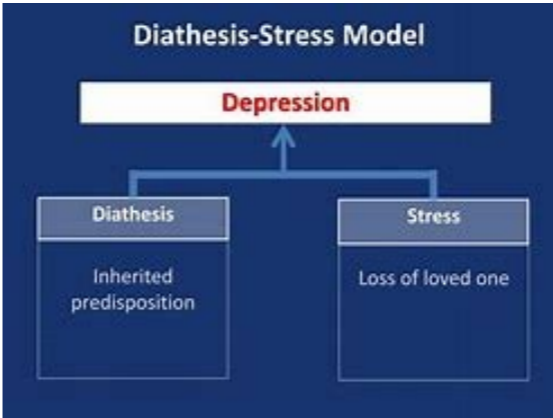 Diathesis-Stress Model
Depression
Diathesis
Inherited
predisposition
Stress
Loss of loved one